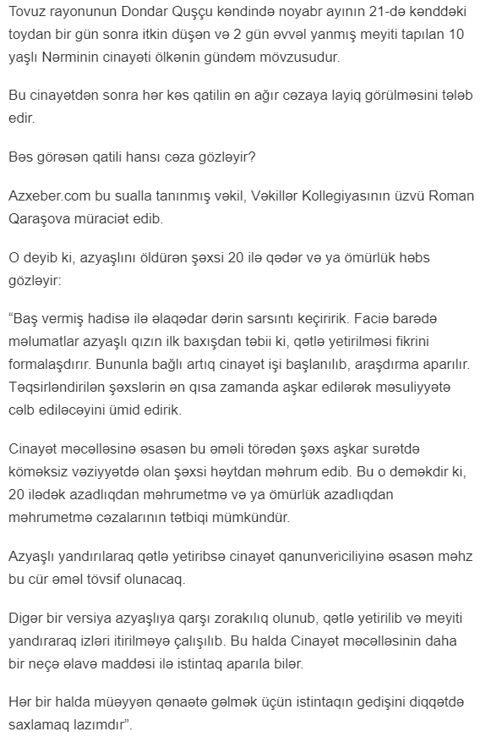 Tovuz rayonunun Dondar Quşçu kəndində noyabr ayının 21-də kənddəki
toydan bir gün sonra itkin düşən və 2 gün əvvəl yanmış meyiti tapılan 10
yaşlı Nərminin cinayəti ölkənin gündəm mövzusudur.
Bu cinayətdən sonra hər kəs qatilin ən ağır cəzaya layiq görülməsini tələb
edir.
Bəs görəsən qatili hansı cəza gözləyir?
Azxeber.com bu sualla tanınmış vəkil, Vəkillər Kollegiyasının üzvü Roman
Qaraşova müraciət edib.
O deyib ki, azyaşlını öldürən şəxsi 20 ilə qədər və ya ömürlük həbs
gözləyir:
“Baş vermiş hadisə ilə əlaqədar dərin sarsıntı keçiririk. Faciə barədə
məlumatlar azyaşlı qızın ilk baxışdan təbii ki, qətlə yetirilməsi fikrini
formalaşdırır. Bununla bağlı artıq cinayət işi başlanılıb, araşdırma aparılır.
Təqsirləndirilən şəxslərin ən qısa zamanda aşkar edilərək məsuliyyətə
cəlb ediləcəyini ümid edirik.
Cinayət məcəlləsinə əsasən bu əməli törədən şəxs aşkar surətdə
köməksiz vəziyyətdə olan şəxsi həytdan məhrum edib. Bu o deməkdir ki,
20 ilədək azadlıqdan məhrumetmə və ya ömürlük azadlıqdan
məhrumetmə cəzalarının tətbiqi mümkündür.
Azyaşlı yandırılaraq qətlə yetiribsə cinayət qanunvericiliyinə əsasən məhz
bu cür əməl tövsif olunacaq.
Digər bir versiya azyaşlıya qarşı zorakılıq olunub, qətlə yetirilib və meyiti
yandıraraq izləri itirilməyə çalışılıb. Bu halda Cinayət məcəlləsinin daha
bir neçə əlavə maddəsi ilə istintaq aparıla bilər.
Hər bir halda müəyyən qənaətə gəlmək üçün istintaqın gedişini diqqətdə
saxlamaq lazımdır”.